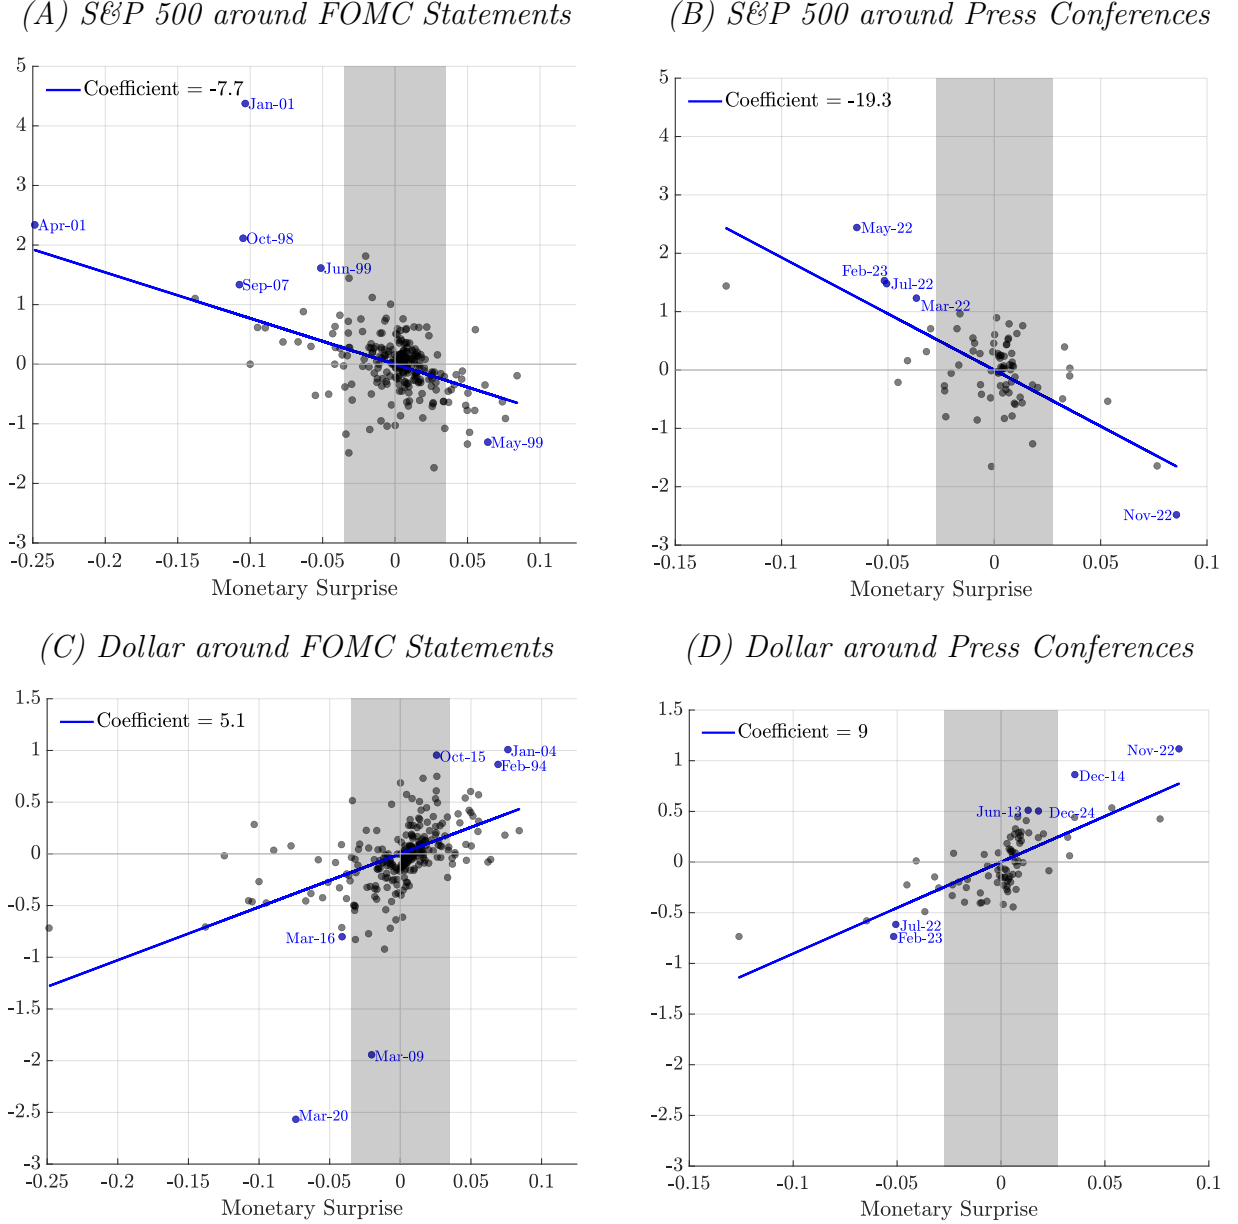 (A) S&P 500 around FOMC Statements
5
4
3
2
1
0
-1
-2
-3
Coefficient = -7.7
Jan-01
Apr-01
Oct-98
Jun-99
Sep-07
May-99
-0.25 -0.2 -0.15 -0.1 -0.05 0 0.05 0.1
Monetary Surprise
(B) S&P 500 around Press Conferences
5
4
3
2
1
0
-1
-2
-3
Coefficient = -19.3
May-22
Feb-23
Jul-22
Mar-22
Nov-22
-0.15 -0.1 -0.05 0 0.05 0.1
Monetary Surprise
(C) Dollar around FOMC Statements
1.5
1
0.5
0
-0.5
-1
-1.5
-2
-2.5
-3
Coefficient = 5.1
Oct-15
Jan-04
Feb-94
Mar-16
Mar-09
Mar-20
-0.25 -0.2 -0.15 -0.1 -0.05 0 0.05 0.1
Monetary Surprise
(D) Dollar around Press Conferences
1.5
1
0.5
0
-0.5
-1
-1.5
-2
-2.5
-3
Coefficient = 9
Nov-22
Dec-14
Jun-13
Dec-24
Jul-22
Feb-23
-0.15 -0.1 -0.05 0 0.05 0.1
Monetary Surprise